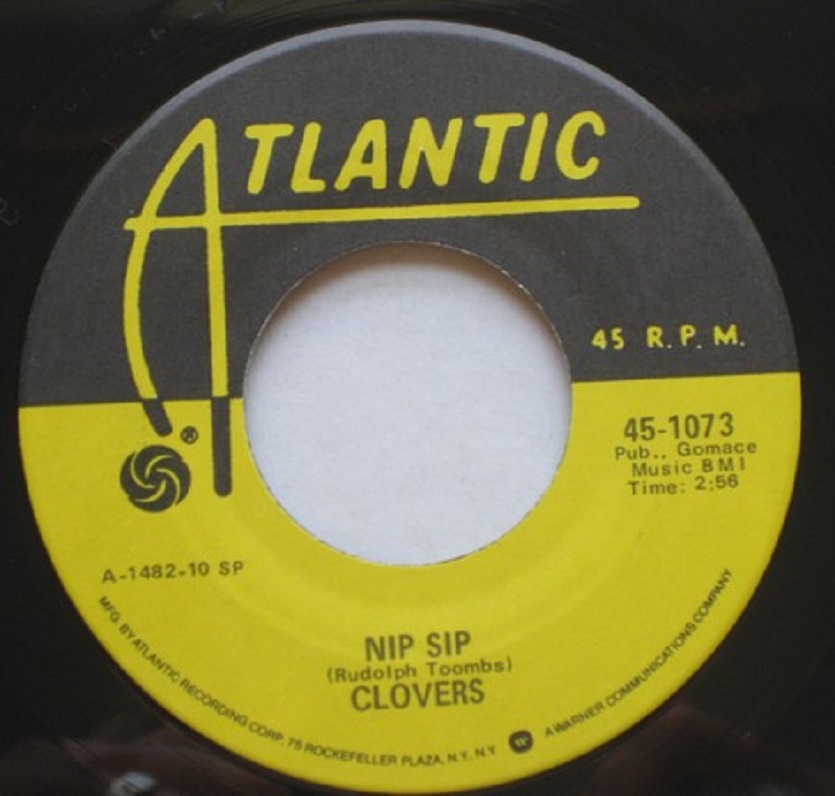 ATLANTIC
®
45 R.P.M.
45-1073
Pub., Gomace
Music BMI
Time: 2:56
A-1482-10 SP
NIP SIP
(Rudolph Toombs)
CLOVERS
MFG. BY ATLANTIC RECORDING CORP. 75 ROCKEFELLER PLAZA, N.Y., N.Y. W A WARNER COMMUNICATIONS COMPANY